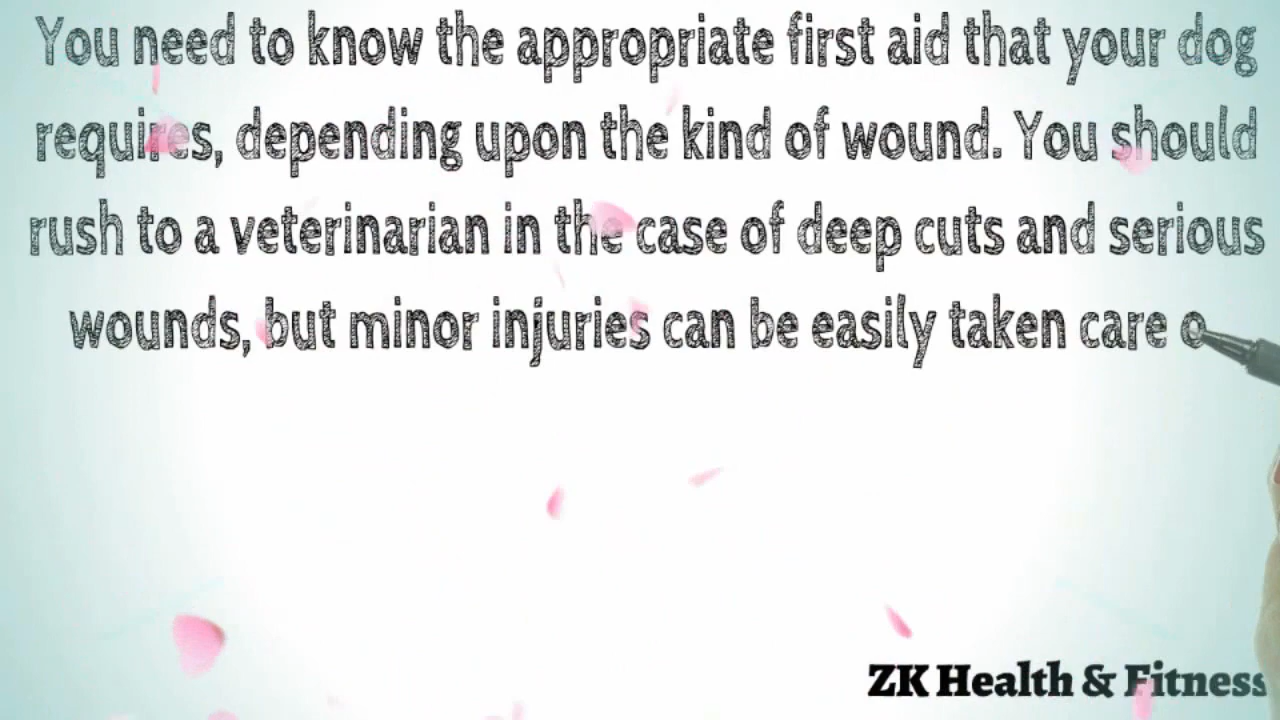 You need to know the appropriate first aid that your dog
requires, depending upon the kind of wound. You should
rush to a veterinarian in the case of deep cuts and serious
wounds, but minor injuries can be easily taken care o
ZK Health & Fitness